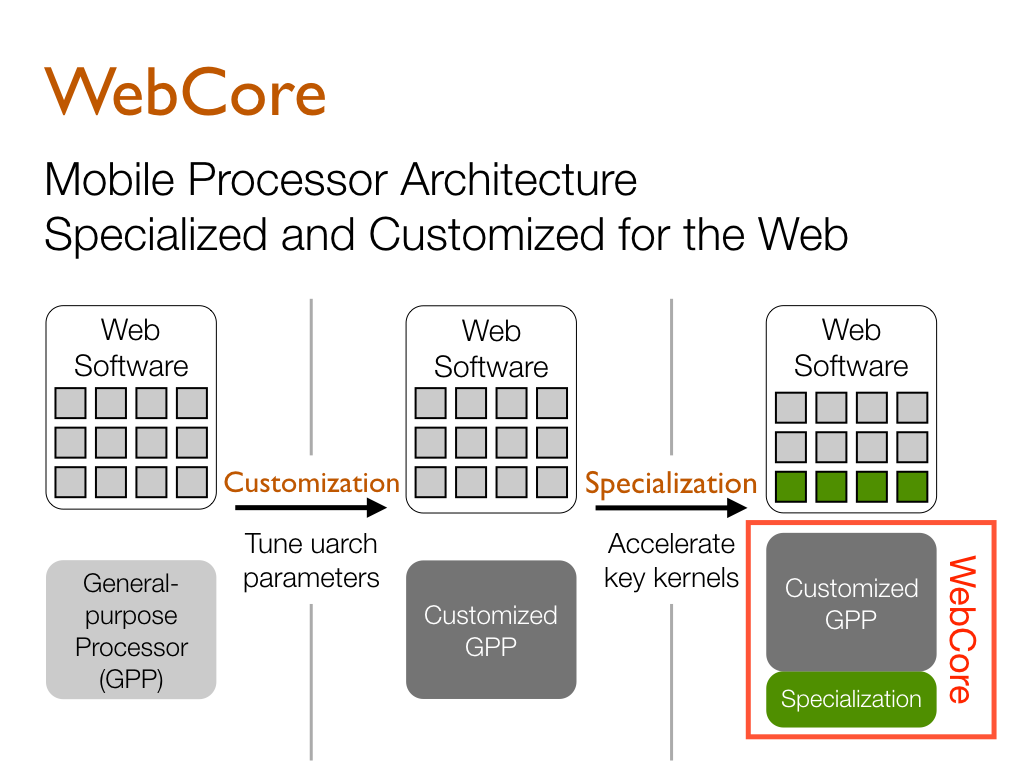 WebCore
Mobile Processor Architecture
Specialized and Customized for the Web
Web
Software
General-
purpose
Processor
(GPP)
Customization
Tune uarch
parameters
Web
Software
Customized
GPP
Specialization
Accelerate
key kernels
Web
Software
Customized
GPP
Specialization
WebCore